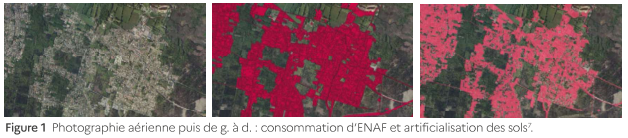 Figure 1 Photographie aérienne puis de g. à d. : consommation d'ENAF et artificialisation des sols⁷.